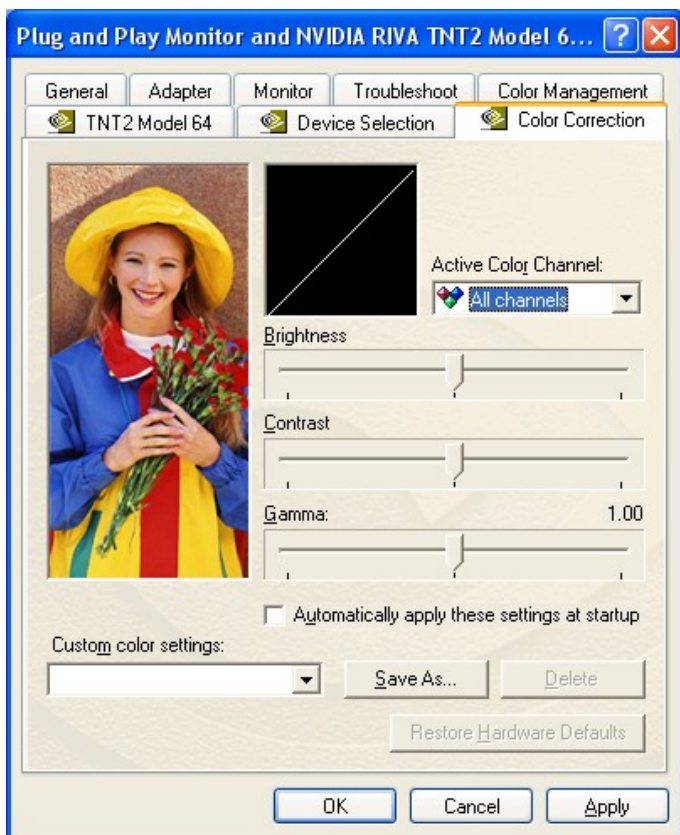 Plug and Play Monitor and NVIDIA RIVA TNT2 Model 6...
General Adapter Monitor Troubleshoot Color Management
TNT2 Model 64 Device Selection Color Correction
Active Color Channel:
All channels
Brightness
Contrast
Gamma: 1.00
Automatically apply these settings at startup
Custom color settings:
Save As... Delete
Restore Hardware Defaults
OK Cancel Apply